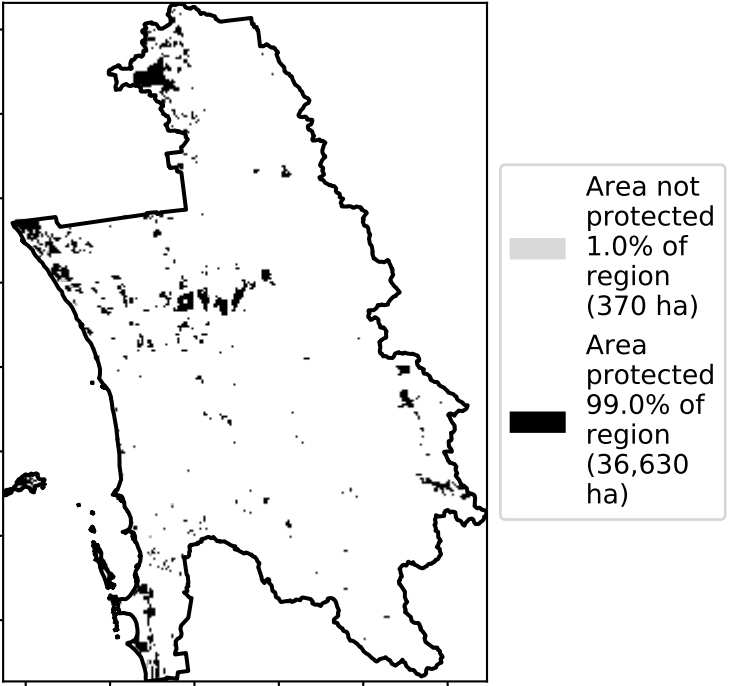 Area not
protected
1.0% of
region
(370 ha)
Area
protected
99.0% of
region
(36,630
ha)